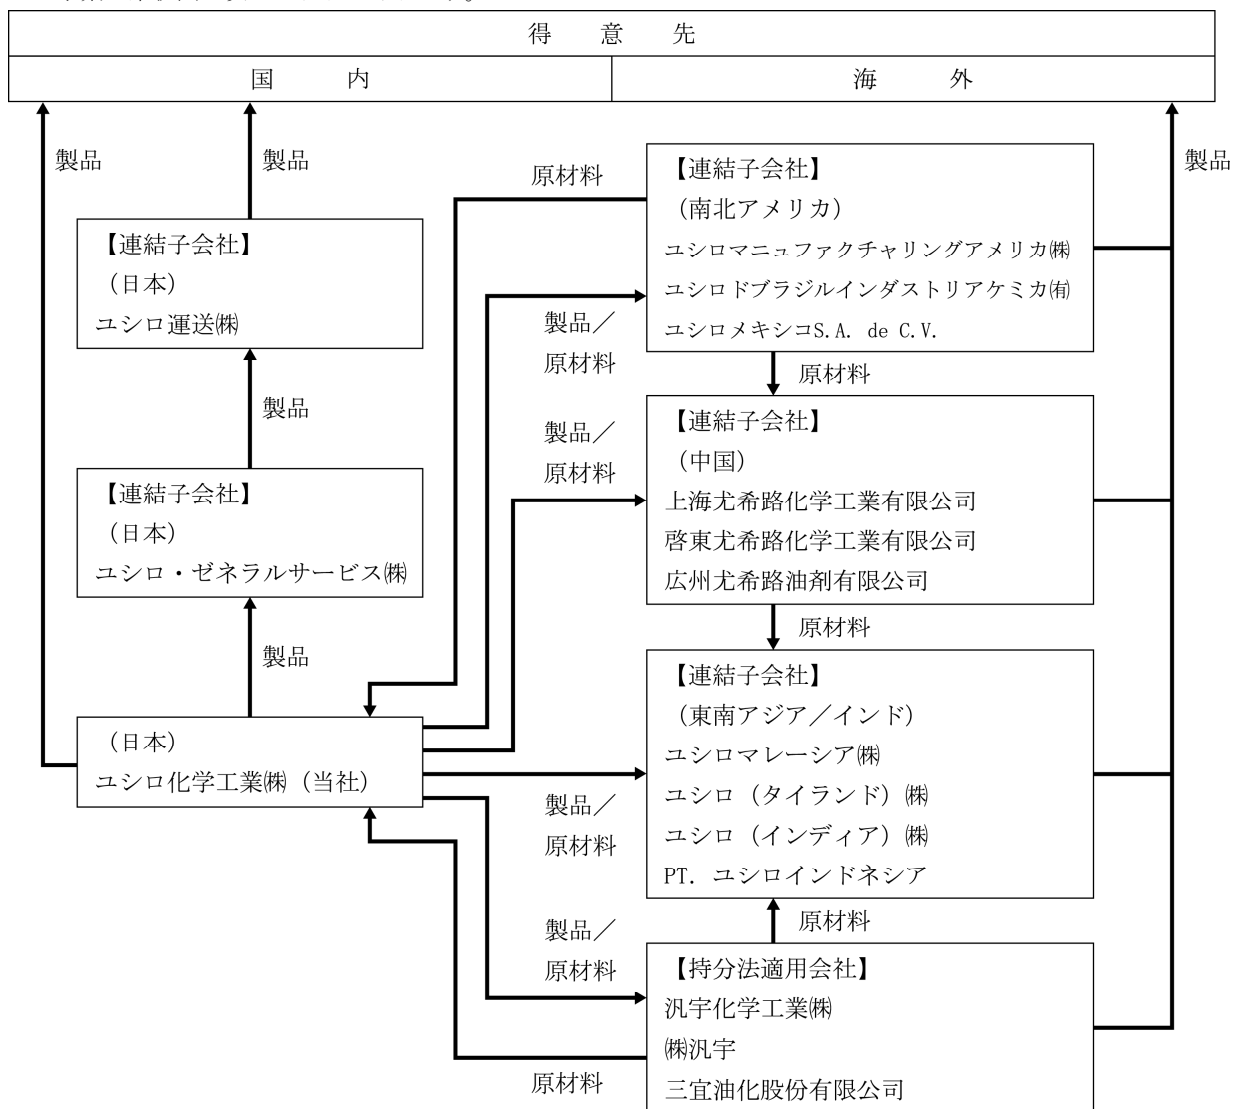 得意先
国内
海外
製品
製品
【連結子会社】
（日本）
ユシロ運送㈱
製品
【連結子会社】
（日本）
ユシロ・ゼネラルサービス㈱
製品
（日本）
ユシロ化学工業㈱（当社）
原材料
製品／
原材料
製品／
原材料
製品／
原材料
製品／
原材料
原材料
【連結子会社】
（南北アメリカ）
ユシロマニュファクチャリングアメリカ㈱
ユシロドブラジルインダストリアケミカ㈲
ユシロメキシコS.A. de C.V.
原材料
【連結子会社】
（中国）
上海尤希路化学工業有限公司
啓東尤希路化学工業有限公司
広州尤希路油剤有限公司
原材料
【連結子会社】
（東南アジア／インド）
ユシロマレーシア㈱
ユシロ（タイランド）㈱
ユシロ（インディア）㈱
PT. ユシロインドネシア
原材料
【持分法適用会社】
汎宇化学工業㈱
㈱汎宇
三宜油化股份有限公司
製品